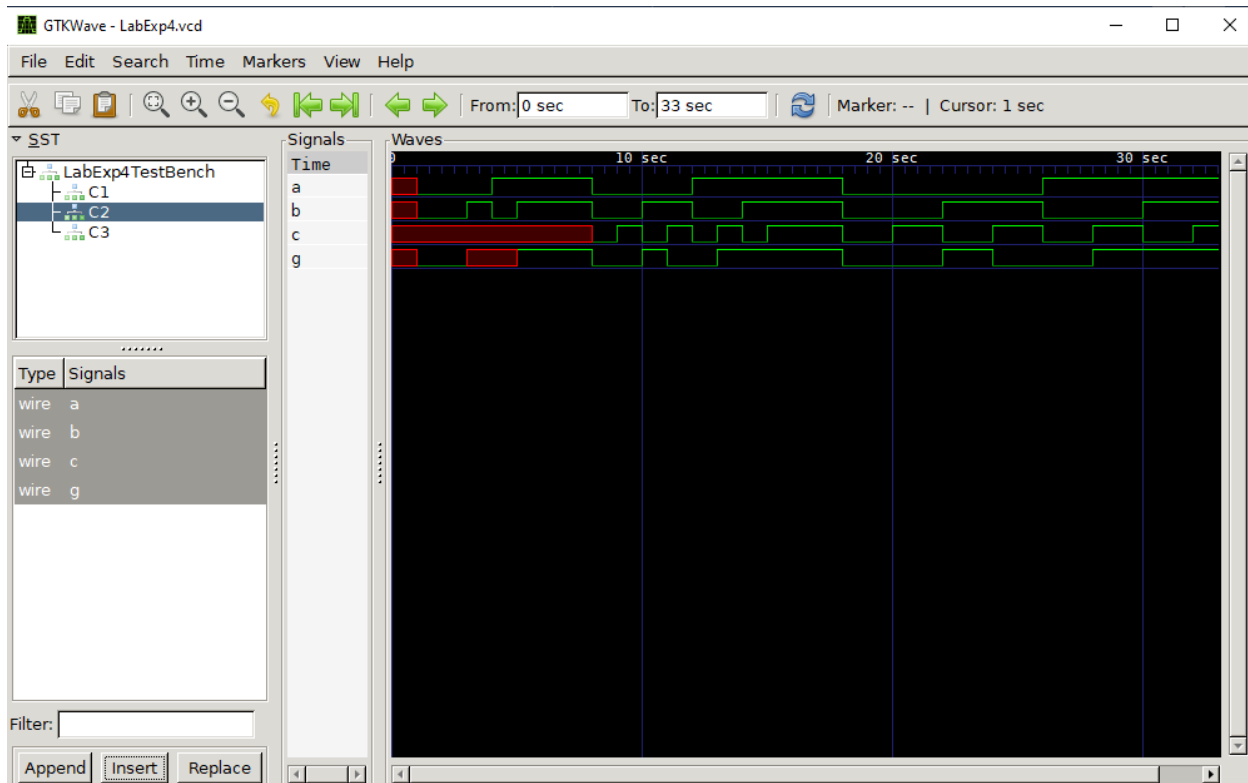 GTKWave - LabExp4.vcd
File Edit Search Time Markers View Help
From: 0 sec To: 33 sec Marker: -- | Cursor: 1 sec
SST
LabExp4TestBench
C1
C2
C3
Type Signals
wire a
wire b
wire c
wire g
Filter:
Append Insert Replace
Signals
Time
a
b
c
g
Waves
0 10 sec 20 sec 30 sec